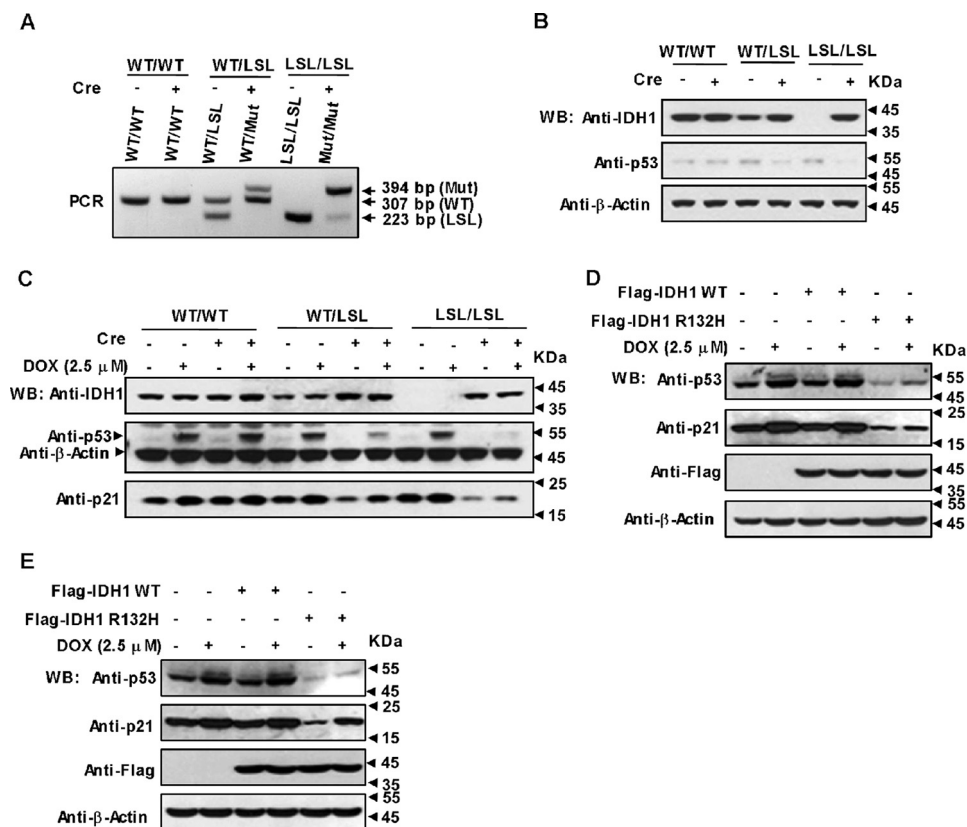 A
WT/WT WT/LSL LSL/LSL
Cre - + - + - +
WT/WT WT/WT WT/LSL WT/Mut LSL/LSL Mut/Mut
PCR
394 bp (Mut)
307 bp (WT)
223 bp (LSL)
B
WT/WT WT/LSL LSL/LSL
Cre - + - + - + KDa
WB: Anti-IDH1 45
35
Anti-p53 55
45
Anti-β-Actin 55
45
C
WT/WT WT/LSL LSL/LSL
Cre - - + + - - + + - - + +
DOX (2.5 μM) - + - + - + - + - + - + KDa
WB: Anti-IDH1 45
35
Anti-p53 55
Anti-β-Actin 45
Anti-p21 25
15
D
Flag-IDH1 WT - - + + - -
Flag-IDH1 R132H - - - - + +
DOX (2.5 μM) - + - + - + KDa
WB: Anti-p53 55
45
Anti-p21 25
15
Anti-Flag 45
35
Anti-β-Actin 55
45
E
Flag-IDH1 WT - - + + - -
Flag-IDH1 R132H - - - - + +
DOX (2.5 μM) - + - + - + KDa
WB: Anti-p53 55
45
Anti-p21 25
15
Anti-Flag 45
35
Anti-β-Actin 55
45